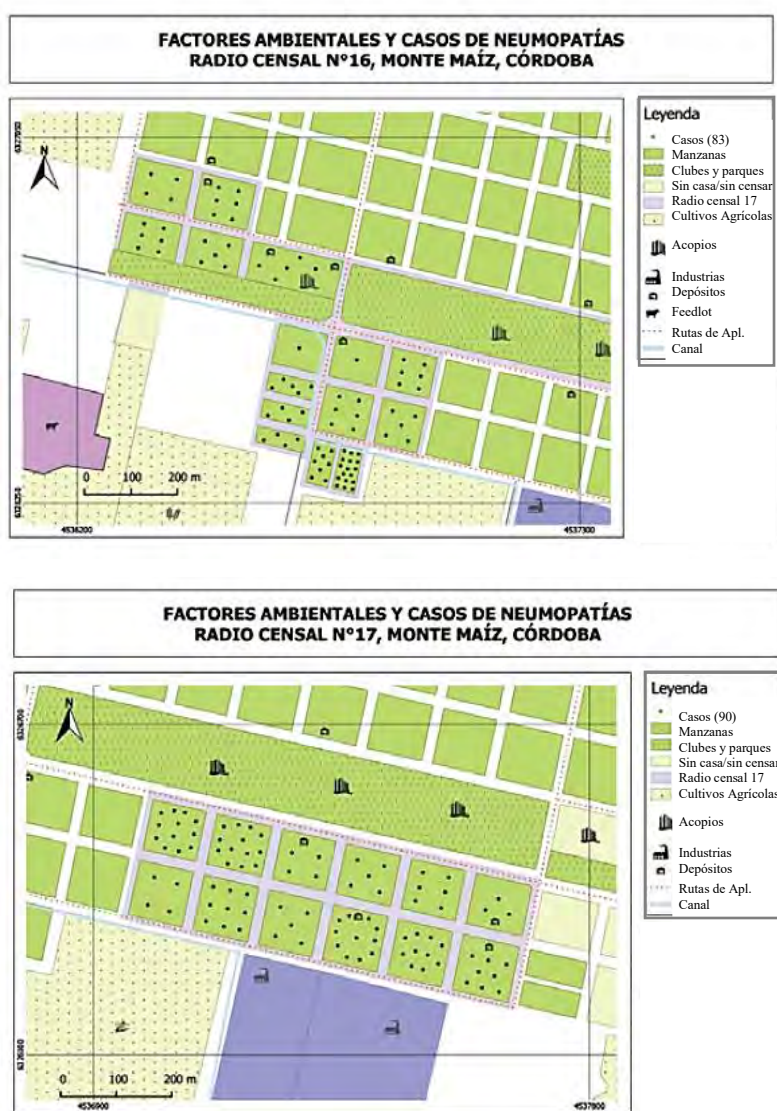 FACTORES AMBIENTALES Y CASOS DE NEUMOPATÍAS
RADIO CENSAL N°16, MONTE MAÍZ, CÓRDOBA
N
0 100 200 m
4536200
4537300
Leyenda
Casos (83)
Manzanas
Clubes y parques
Sin casa/sin censar
Radio censal 17
Cultivos Agrícolas
Acopios
Industrias
Depósitos
Feedlot
Rutas de Apl.
Canal
FACTORES AMBIENTALES Y CASOS DE NEUMOPATÍAS
RADIO CENSAL N°17, MONTE MAÍZ, CÓRDOBA
N
0 100 200 m
4536900
Leyenda
Casos (90)
Manzanas
Clubes y parques
Sin casa/sin censar
Radio censal 17
Cultivos Agrícolas
Acopios
Industrias
Depósitos
Rutas de Apl.
Canal